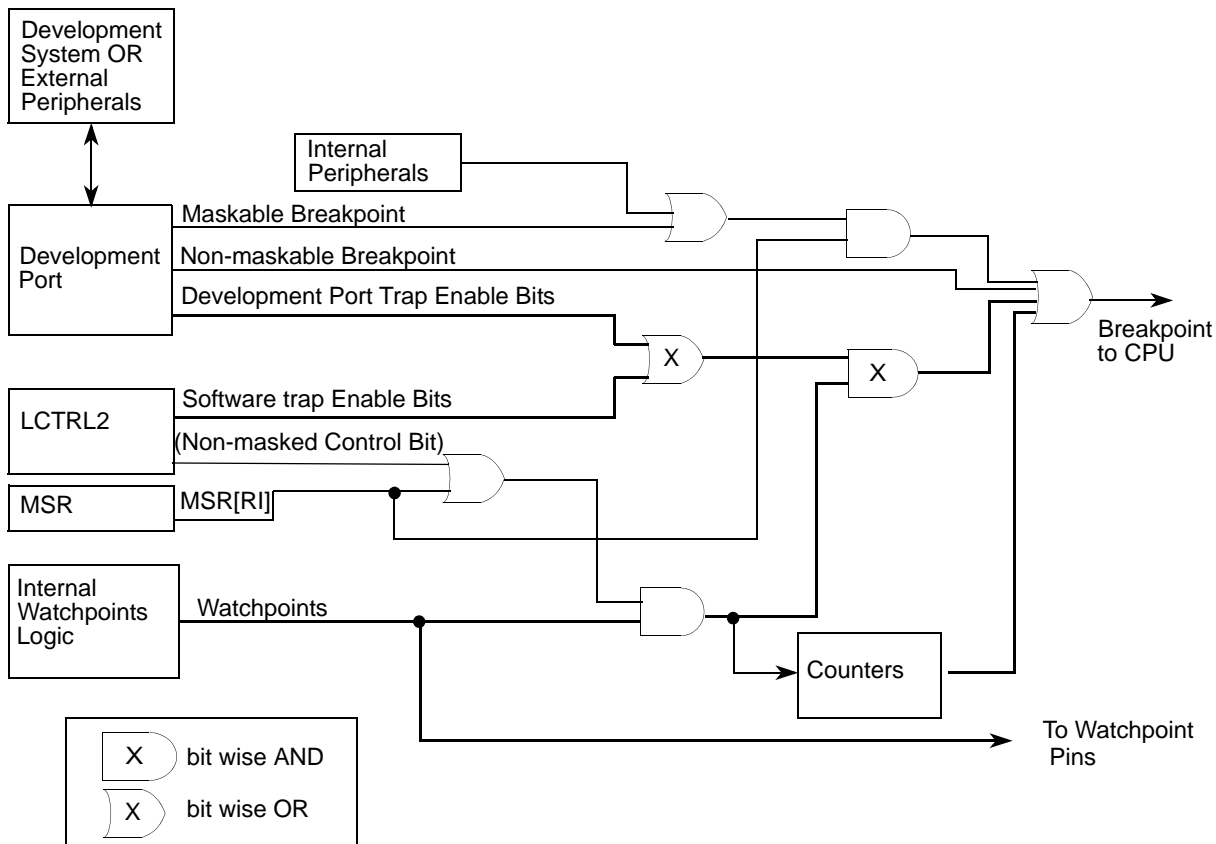 Development
System OR
External
Peripherals
Internal
Peripherals
Maskable Breakpoint
Development
Port
Non-maskable Breakpoint
Development Port Trap Enable Bits
Breakpoint
to CPU
X
X
LCTRL2
Software trap Enable Bits
(Non-masked Control Bit)
MSR
MSR[RI]
Internal
Watchpoints
Logic
Watchpoints
Counters
To Watchpoint
Pins
X bit wise AND
X bit wise OR